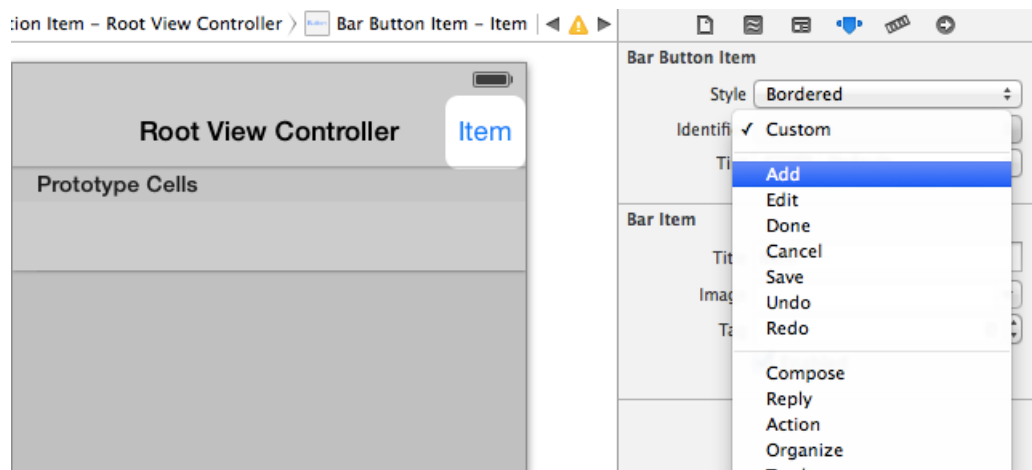 tion Item – Root View Controller
Bar Button Item – Item
Root View Controller
Item
Prototype Cells
Bar Button Item
Style
Bordered
Identifi
✓ Custom
Ti
Add
Edit
Done
Cancel
Save
Undo
Redo
Compose
Reply
Action
Organize
Bar Item
Tit
Imag
Ta